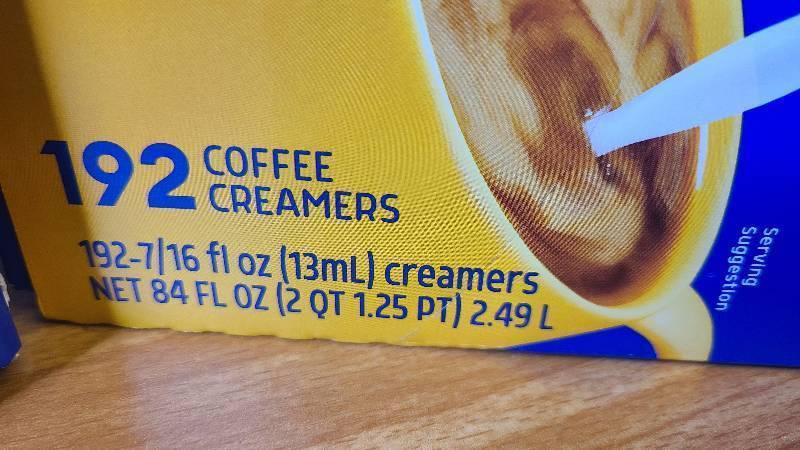 192 COFFEE
CREAMERS
192-7/16 fl oz (13mL) creamers
NET 84 FL OZ (2 QT 1.25 PT) 2.49 L
Serving
Suggestion